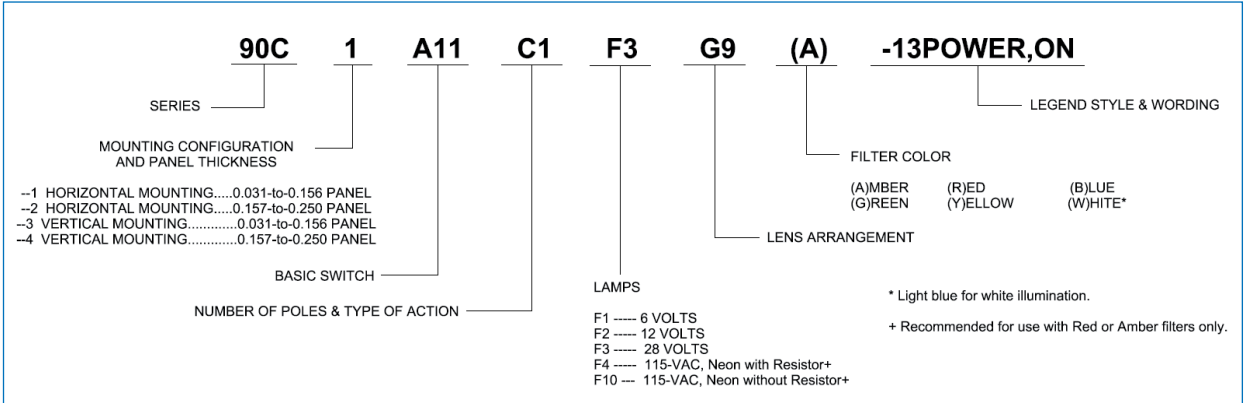 90C 1 A11 C1 F3 G9 (A) -13POWER,ON
SERIES
LEGEND STYLE & WORDING
MOUNTING CONFIGURATION
AND PANEL THICKNESS
--1 HORIZONTAL MOUNTING.....0.031-to-0.156 PANEL
--2 HORIZONTAL MOUNTING.....0.157-to-0.250 PANEL
--3 VERTICAL MOUNTING............0.031-to-0.156 PANEL
--4 VERTICAL MOUNTING............0.157-to-0.250 PANEL
FILTER COLOR
(A)MBER (R)ED (B)LUE
(G)REEN (Y)ELLOW (W)HITE*
LENS ARRANGEMENT
BASIC SWITCH
NUMBER OF POLES & TYPE OF ACTION
LAMPS
F1 ----- 6 VOLTS
F2 ----- 12 VOLTS
F3 ----- 28 VOLTS
F4 ----- 115-VAC, Neon with Resistor+
F10 --- 115-VAC, Neon without Resistor+
* Light blue for white illumination.
+ Recommended for use with Red or Amber filters only.